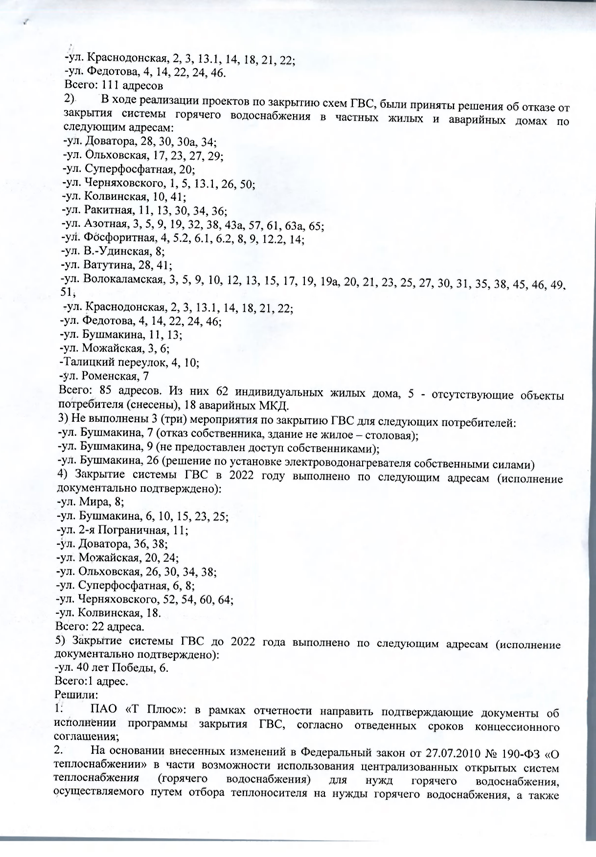 -ул. Краснодонская, 2, 3, 13.1, 14, 18, 21, 22;
-ул. Федотова, 4, 14, 22, 24, 46.
Всего: 111 адресов
2) В ходе реализации проектов по закрытию схем ГВС, были приняты решения об отказе от
закрытия системы горячего водоснабжения в частных жилых и аварийных домах по
следующим адресам:
-ул. Доватора, 28, 30, 30а, 34;
-ул. Ольховская, 17, 23, 27, 29;
-ул. Суперфосфатная, 20;
-ул. Черняховского, 1, 5, 13.1, 26, 50;
-ул. Колвинская, 10, 41;
-ул. Ракитная, 11, 13, 30, 34, 36;
-ул. Азотная, 3, 5, 9, 19, 32, 38, 43а, 57, 61, 63а, 65;
-ул. Фосфоритная, 4, 5.2, 6.1, 6.2, 8, 9, 12.2, 14;
-ул. В.-Удинская, 8;
-ул. Ватутина, 28, 41;
-ул. Волокаламская, 3, 5, 9, 10, 12, 13, 15, 17, 19, 19а, 20, 21, 23, 25, 27, 30, 31, 35, 38, 45, 46, 49.
51;
-ул. Краснодонская, 2, 3, 13.1, 14, 18, 21, 22;
-ул. Федотова, 4, 14, 22, 24, 46;
-ул. Бушмакина, 11, 13;
-ул. Можайская, 3, 6;
-Талицкий переулок, 4, 10;
-ул. Роменская, 7
Всего: 85 адресов. Из них 62 индивидуальных жилых дома, 5 - отсутствующие объекты
потребителя (снесены), 18 аварийных МКД.
3) Не выполнены 3 (три) мероприятия по закрытию ГВС для следующих потребителей:
-ул. Бушмакина, 7 (отказ собственника, здание не жилое – столовая);
-ул. Бушмакина, 9 (не предоставлен доступ собственниками);
-ул. Бушмакина, 26 (решение по установке электроводонагревателя собственными силами)
4) Закрытие системы ГВС в 2022 году выполнено по следующим адресам (исполнение
документально подтверждено):
-ул. Мира, 8;
-ул. Бушмакина, 6, 10, 15, 23, 25;
-ул. 2-я Пограничная, 11;
-ул. Доватора, 36, 38;
-ул. Можайская, 20, 24;
-ул. Ольховская, 26, 30, 34, 38;
-ул. Суперфосфатная, 6, 8;
-ул. Черняховского, 52, 54, 60, 64;
-ул. Колвинская, 18.
Всего: 22 адреса.
5) Закрытие системы ГВС до 2022 года выполнено по следующим адресам (исполнение
документально подтверждено):
-ул. 40 лет Победы, 6.
Всего:1 адрес.
Решили:
1. ПАО «Т Плюс»: в рамках отчетности направить подтверждающие документы об
исполнении программы закрытия ГВС, согласно отведенных сроков концессионного
соглашения;
2. На основании внесенных изменений в Федеральный закон от 27.07.2010 № 190-ФЗ «О
теплоснабжении» в части возможности использования централизованных открытых систем
теплоснабжения (горячего водоснабжения) для нужд горячего водоснабжения,
осуществляемого путем отбора теплоносителя на нужды горячего водоснабжения, а также